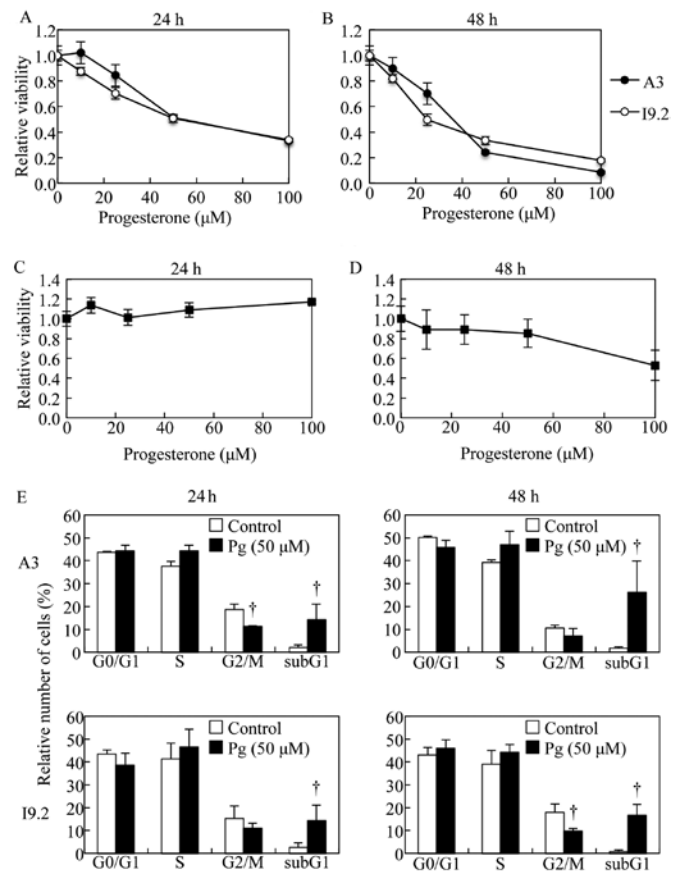 A 24 h B 48 h
Relative viability
1.2
1.0
0.8
0.6
0.4
0.2
0.0
0 20 40 60 80 100
Progesterone (μM)
1.2
1.0
0.8
0.6
0.4
0.2
0.0
0 20 40 60 80 100
Progesterone (μM)
A3
I9.2
C 24 h D 48 h
Relative viability
1.4
1.2
1.0
0.8
0.6
0.4
0.2
0.0
0 20 40 60 80 100
Progesterone (μM)
1.4
1.2
1.0
0.8
0.6
0.4
0.2
0.0
0 20 40 60 80 100
Progesterone (μM)
E 24 h 48 h
Relative number of cells (%)
A3
60
50
40
30
20
10
0
Control
Pg (50 μM)
† †
G0/G1 S G2/M subG1
60
50
40
30
20
10
0
Control
Pg (50 μM)
†
G0/G1 S G2/M subG1
I9.2
60
50
40
30
20
10
0
Control
Pg (50 μM)
†
G0/G1 S G2/M subG1
60
50
40
30
20
10
0
Control
Pg (50 μM)
† †
G0/G1 S G2/M subG1